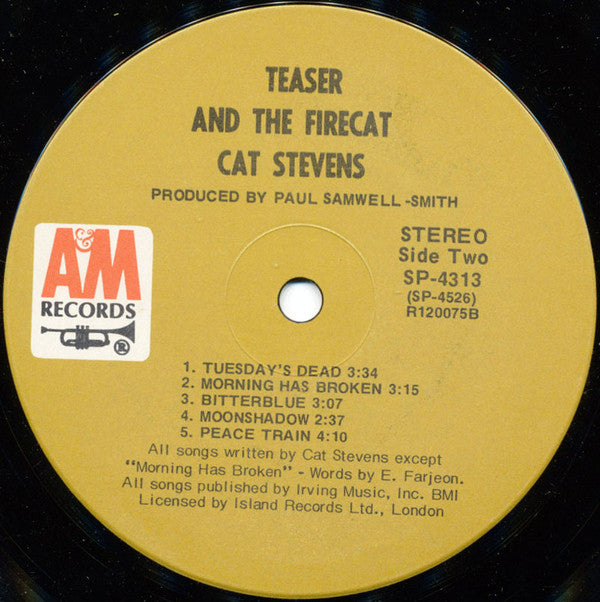 TEASER
AND THE FIRECAT
CAT STEVENS
PRODUCED BY PAUL SAMWELL-SMITH
A&M
RECORDS
®
STEREO
Side Two
SP-4313
(SP-4526)
R120075B
1. TUESDAY'S DEAD 3:34
2. MORNING HAS BROKEN 3:15
3. BITTERBLUE 3:07
4. MOONSHADOW 2:37
5. PEACE TRAIN 4:10
All songs written by Cat Stevens except
"Morning Has Broken" - Words by E. Farjeon.
All songs published by Irving Music, Inc. BMI
Licensed by Island Records Ltd., London